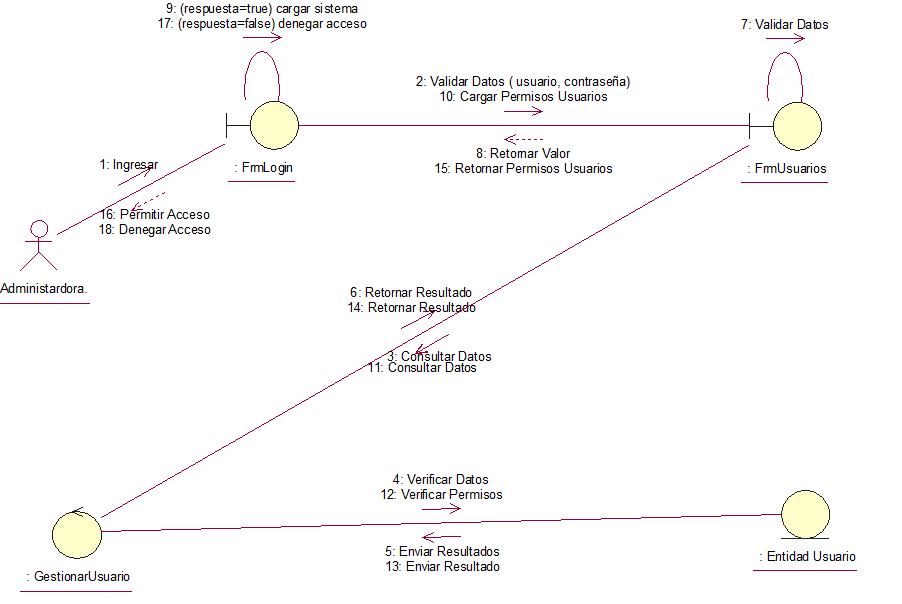 9: (respuesta=true) cargar sistema
17: (respuesta=false) denegar acceso
7: Validar Datos
2: Validar Datos ( usuario, contraseña)
10: Cargar Permisos Usuarios
8: Retornar Valor
15: Retornar Permisos Usuarios
: FrmLogin
: FrmUsuarios
1: Ingresar
16: Permitir Acceso
18: Denegar Acceso
Administardora.
6: Retornar Resultado
14: Retornar Resultado
3: Consultar Datos
11: Consultar Datos
4: Verificar Datos
12: Verificar Permisos
5: Enviar Resultados
13: Enviar Resultado
: GestionarUsuario
: Entidad Usuario